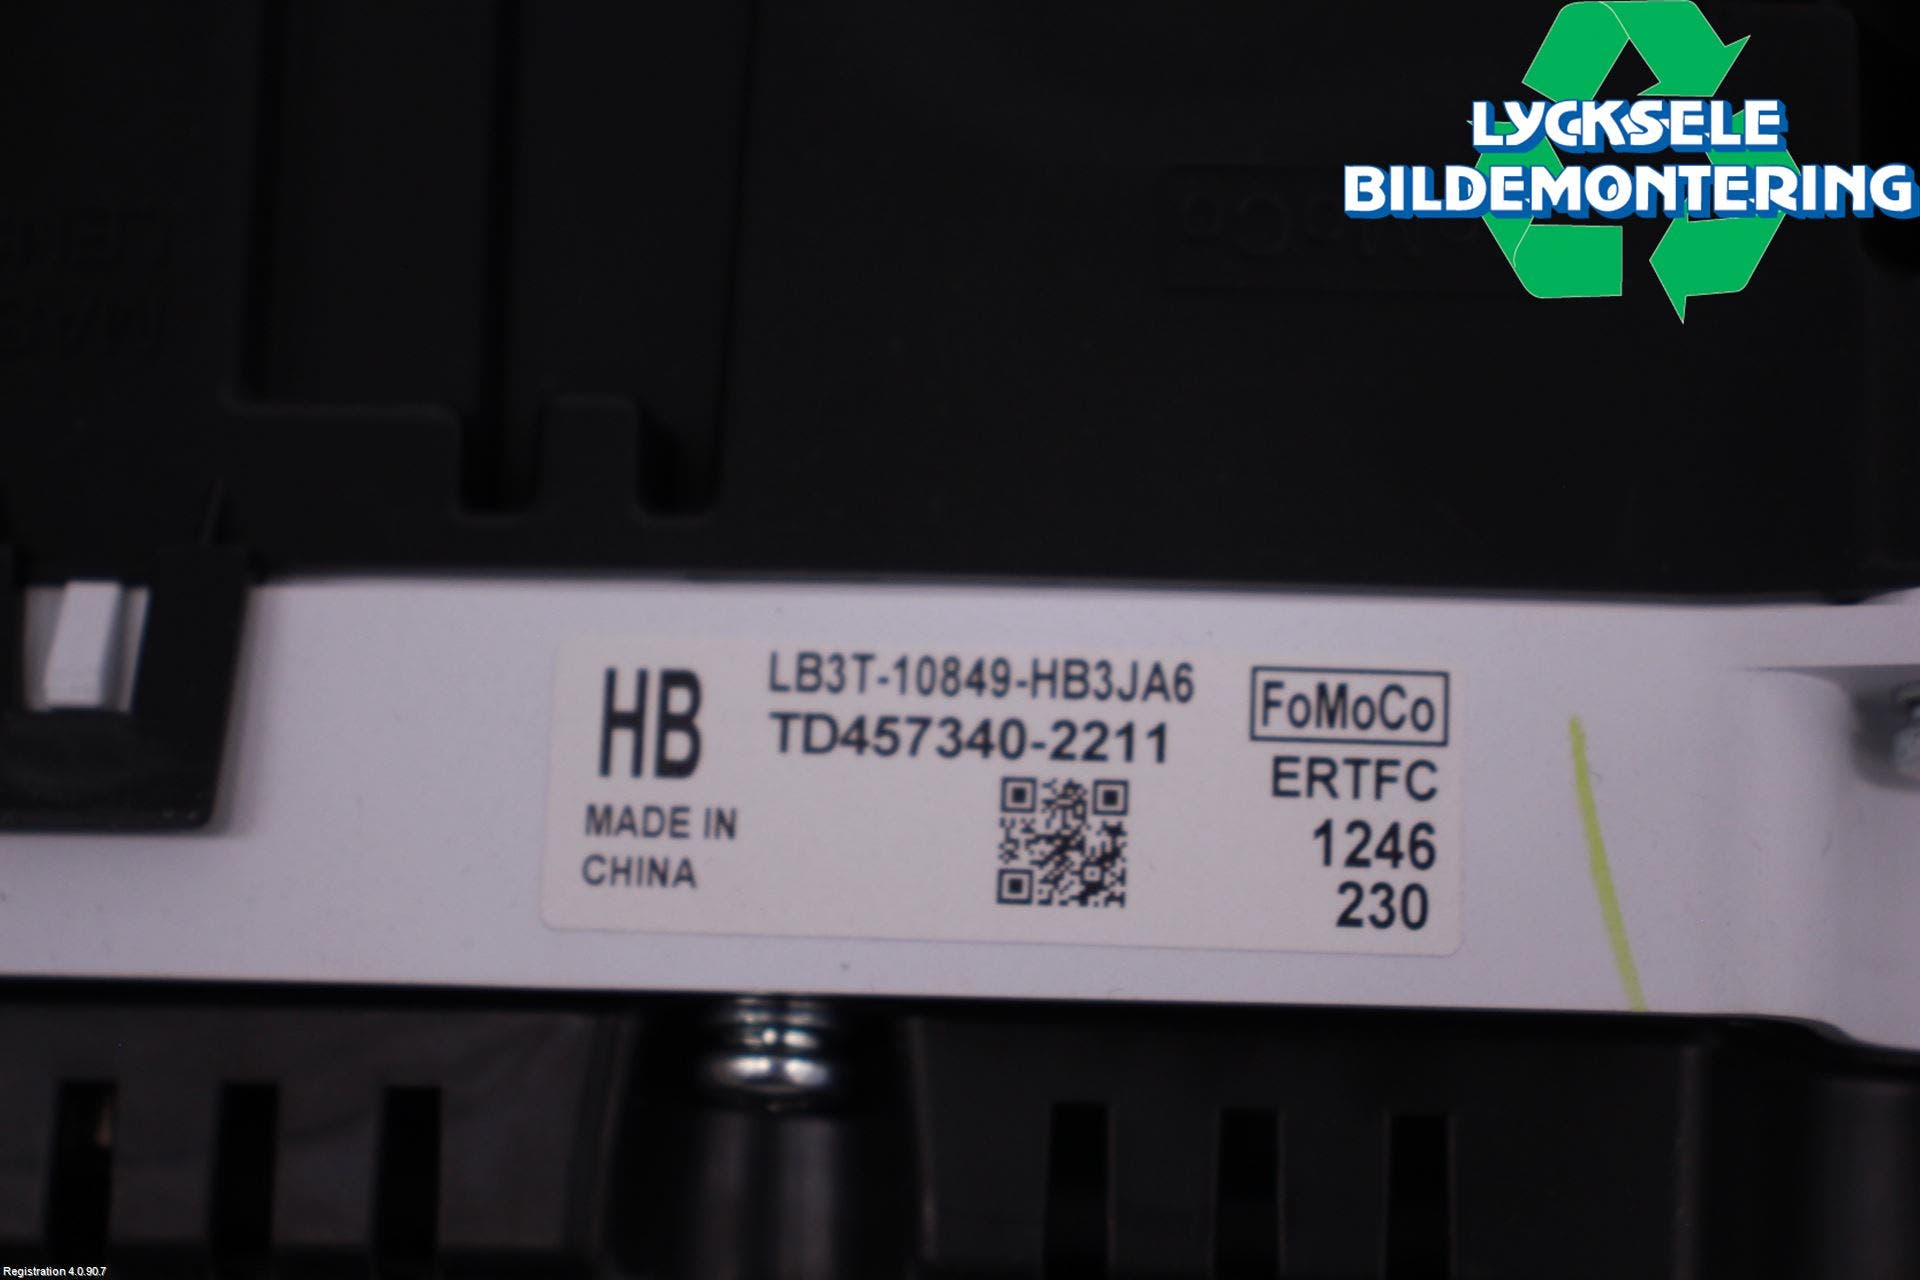 LYCKSELE
BILDEMONTERING
FoMoCo
HB
MADE IN
CHINA
LB3T-10849-HB3JA6
TD457340-2211
FoMoCo
ERTFC
1246
230
Registration 4.0.90.7